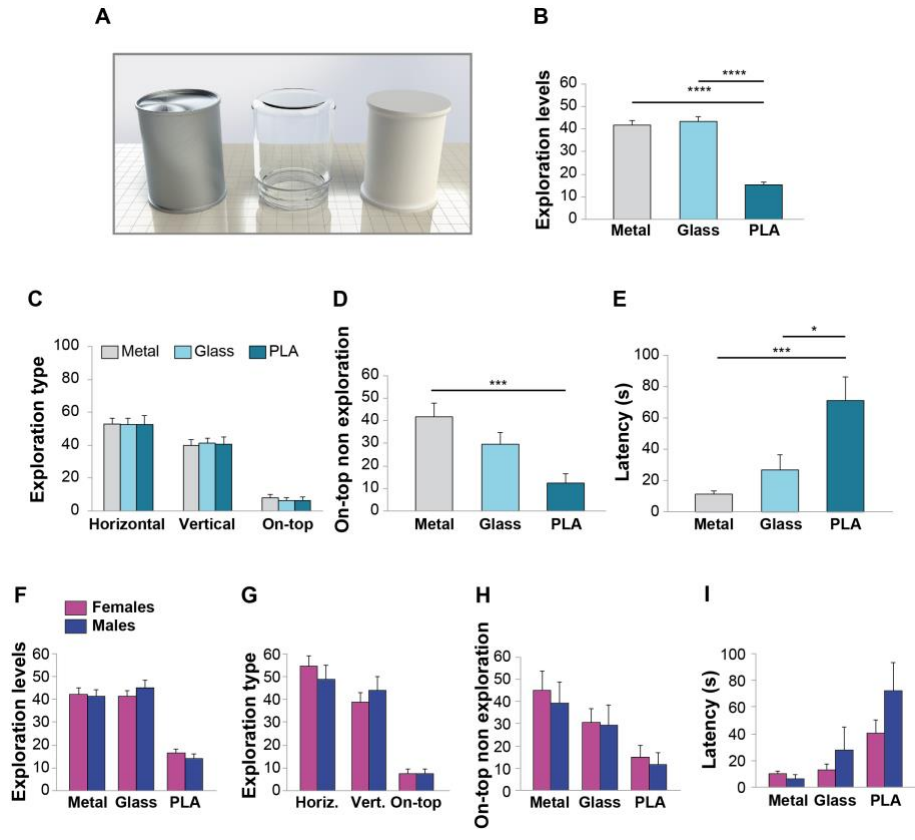 A
B
Exploration levels
60
50
40
30
20
10
0
****
****
Metal Glass PLA
C
Exploration type
100
80
60
40
20
0
Metal Glass PLA
Horizontal Vertical On-top
D
On-top non exploration
60
50
40
30
20
10
0
***
Metal Glass PLA
E
Latency (s)
100
80
60
40
20
0
*
***
Metal Glass PLA
F
Females
Males
Exploration levels
60
50
40
30
20
10
0
Metal Glass PLA
G
Exploration type
60
50
40
30
20
10
0
Horiz. Vert. On-top
H
On-top non exploration
60
50
40
30
20
10
0
Metal Glass PLA
I
Latency (s)
100
80
60
40
20
0
Metal Glass PLA